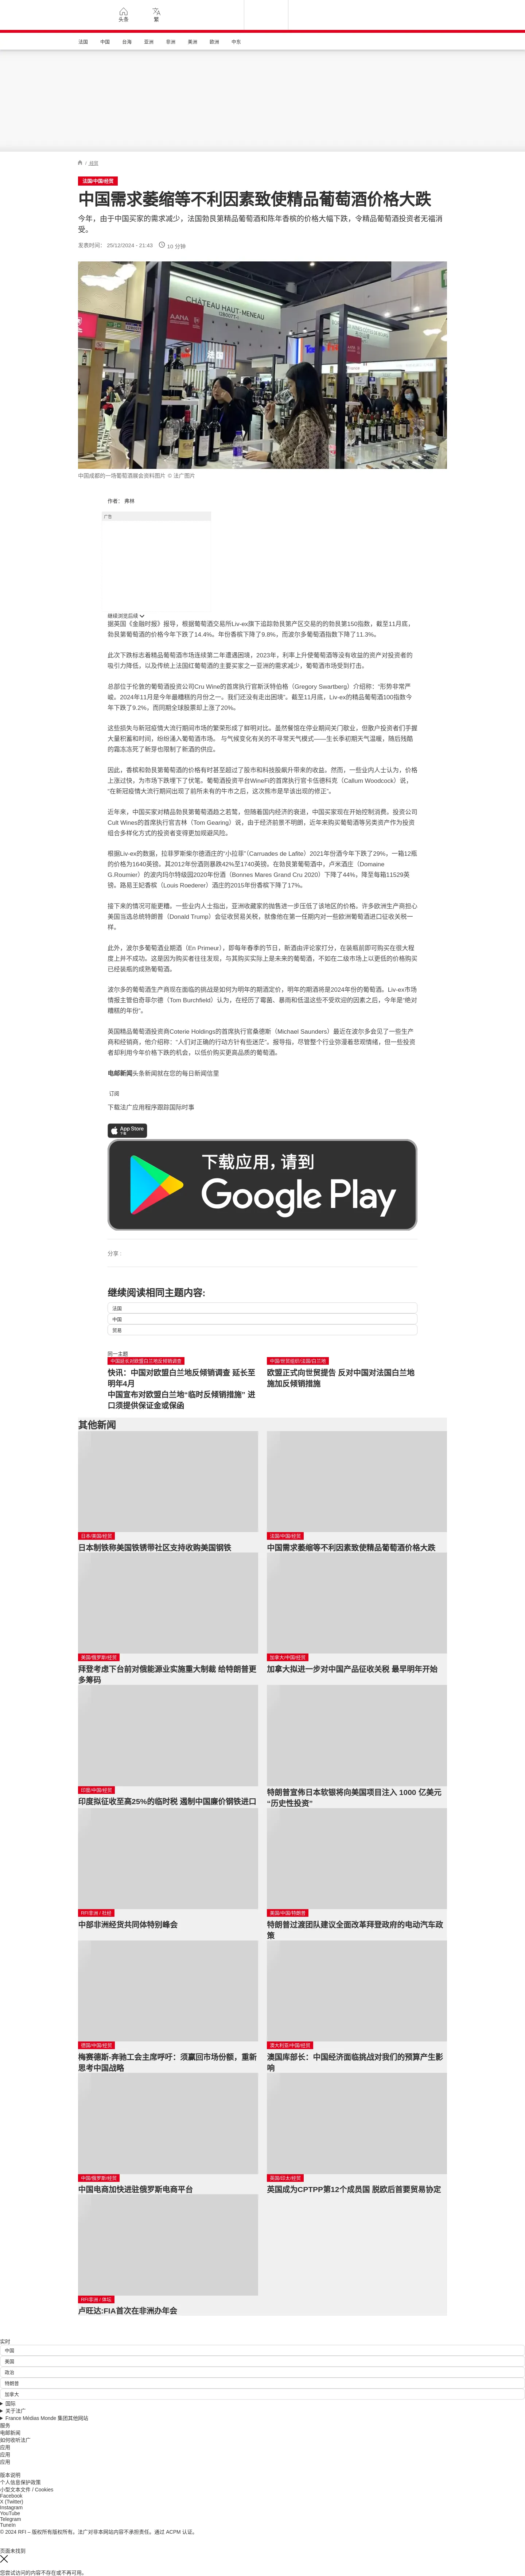 头条
繁
法国
中国
台海
亚洲
非洲
美洲
欧洲
中东
/ 经贸
法国/中国/经贸
中国需求萎缩等不利因素致使精品葡萄酒价格大跌
今年，由于中国买家的需求减少，法国勃艮第精品葡萄酒和陈年香槟的价格大幅下跌，令精品葡萄酒投资者无福消受。
发表时间： 25/12/2024 - 21:43
10 分钟
CHÂTEAU HAUT-MENEAU
中国成都的一场葡萄酒展会资料图片 © 法广图片
作者： 弗林
广告
继续浏览后续
据英国《金融时报》报导，根据葡萄酒交易所Liv-ex旗下追踪勃艮第产区交易的的勃艮第150指数，截至11月底，
勃艮第葡萄酒的价格今年下跌了14.4%。年份香槟下降了9.8%，而波尔多葡萄酒指数下降了11.3%。
此次下跌标志着精品葡萄酒市场连续第二年遭遇困境，2023年，利率上升使葡萄酒等没有收益的资产对投资者的
吸引力降低，以及传统上法国红葡萄酒的主要买家之一亚洲的需求减少，葡萄酒市场受到打击。
总部位于伦敦的葡萄酒投资公司Cru Wine的首席执行官斯沃特伯格（Gregory Swartberg）介绍称：“形势非常严
峻，2024年11月是今年最糟糕的月份之一。我们还没有走出困境”。截至11月底，Liv-ex的精品葡萄酒100指数今
年下跌了9.2%，而同期全球股票却上涨了20%。
这些损失与新冠疫情大流行期间市场的繁荣形成了鲜明对比。虽然餐馆在停业期间关门歇业，但散户投资者们手握
大量积蓄和时间，纷纷涌入葡萄酒市场。 与气候变化有关的不寻常天气模式——生长季初期天气温暖，随后残酷
的霜冻冻死了新芽也限制了新酒的供应。
因此，香槟和勃艮第葡萄酒的价格有时甚至超过了股市和科技股飙升带来的收益。然而，一些业内人士认为，价格
上涨过快，为市场下跌埋下了伏笔。葡萄酒投资平台WineFi的首席执行官卡伍德科克（Callum Woodcock）说，
“在新冠疫情大流行期间出现了前所未有的牛市之后，这次熊市是早该出现的修正”。
近年来，中国买家对精品勃艮第葡萄酒趋之若鹜，但随着国内经济的衰退，中国买家现在开始控制消费。投资公司
Cult Wines的首席执行官吉林（Tom Gearing）说，由于经济前景不明朗，近年来购买葡萄酒等另类资产作为投资
组合多样化方式的投资者变得更加规避风险。
根据Liv-ex的数据，拉菲罗斯柴尔德酒庄的“小拉菲”（Carruades de Lafite）2021年份酒今年下跌了29%，一箱12瓶
的价格为1640英镑。其2012年份酒则暴跌42%至1740英镑。在勃艮第葡萄酒中，卢米酒庄（Domaine
G.Roumier）的波内玛尔特级园2020年份酒（Bonnes Mares Grand Cru 2020）下降了44%，降至每箱11529英
镑。路易王妃香槟（Louis Roederer）酒庄的2015年份香槟下降了17%。
接下来的情况可能更糟。一些业内人士指出，亚洲收藏家的抛售进一步压低了该地区的价格。许多欧洲生产商担心
美国当选总统特朗普（Donald Trump）会征收贸易关税，就像他在第一任期内对一些欧洲葡萄酒进口征收关税一
样。
此外，波尔多葡萄酒业期酒（En Primeur），即每年春季的节日，新酒由评论家打分，在装瓶前即可购买在很大程
度上并不成功。这是因为购买者往往发现，与其购买实际上是未来的葡萄酒，不如在二级市场上以更低的价格购买
已经装瓶的成熟葡萄酒。
波尔多的葡萄酒生产商现在面临的挑战是如何为明年的期酒定价，明年的期酒将是2024年份的葡萄酒。Liv-ex市场
情报主管伯奇菲尔德（Tom Burchfield）认为，在经历了霉菌、暴雨和低温这些不受欢迎的因素之后，今年是“绝对
糟糕的年份”。
英国精品葡萄酒投资商Coterie Holdings的首席执行官桑德斯（Michael Saunders）最近在波尔多会见了一些生产
商和经销商，他介绍称：“人们对正确的行动方针有些迷茫”。报导指，尽管整个行业弥漫着悲观情绪，但一些投资
者却利用今年价格下跌的机会，以低价购买更高品质的葡萄酒。
电邮新闻头条新闻就在您的每日新闻信里
订阅
下载法广应用程序跟踪国际时事
App Store
下载
下载应用，请到
Google Play
分享 :
继续阅读相同主题内容:
法国
中国
贸易
同一主题
中国延长对欧盟白兰地反倾销调查
快讯：中国对欧盟白兰地反倾销调查 延长至明年4月
中国宣布对欧盟白兰地“临时反倾销措施” 进口须提供保证金或保函
中国/世贸组织/法国/白兰地
欧盟正式向世贸提告 反对中国对法国白兰地施加反倾销措施
其他新闻
日本/美国/经贸
日本制铁称美国铁锈带社区支持收购美国钢铁
法国/中国/经贸
中国需求萎缩等不利因素致使精品葡萄酒价格大跌
美国/俄罗斯/经贸
拜登考虑下台前对俄能源业实施重大制裁 给特朗普更多筹码
加拿大/中国/经贸
加拿大拟进一步对中国产品征收关税 最早明年开始
印度/中国/经贸
印度拟征收至高25%的临时税 遏制中国廉价钢铁进口
特朗普宣佈日本软银将向美国项目注入 1000 亿美元 “历史性投资”
RFI非洲 / 社经
中部非洲经货共同体特别峰会
美国/中国/特朗普
特朗普过渡团队建议全面改革拜登政府的电动汽车政策
德国/中国/经贸
梅赛德斯-奔驰工会主席呼吁：须赢回市场份额，重新思考中国战略
澳大利亚/中国/经贸
澳国库部长：中国经济面临挑战对我们的预算产生影响
中国/俄罗斯/经贸
中国电商加快进驻俄罗斯电商平台
英国/印太/经贸
英国成为CPTPP第12个成员国 脱欧后首要贸易协定
RFI非洲 / 体坛
卢旺达:FIA首次在非洲办年会
实时
中国
美国
政治
特朗普
加拿大
国际
关于法广
France Médias Monde 集团其他网站
服务
电邮新闻
如何收听法广
应用
应用
应用
版本说明
个人信息保护政策
小型文本文件 / Cookies
Facebook
X (Twitter)
Instagram
YouTube
Telegram
TuneIn
© 2024 RFI – 版权所有版权所有。法广对非本网站内容不承担责任。通过 ACPM 认证。
页面未找到
您尝试访问的内容不存在或不再可用。